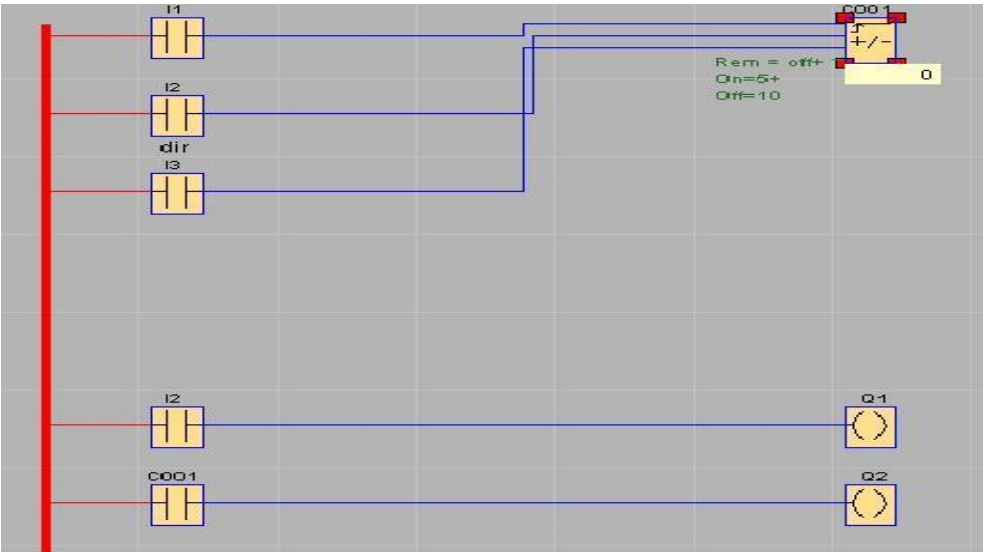 I1
C001
+/-
Rem = off+
0
On=5+
Off=10
I2
dir
I3
I2
Q1
C001
Q2